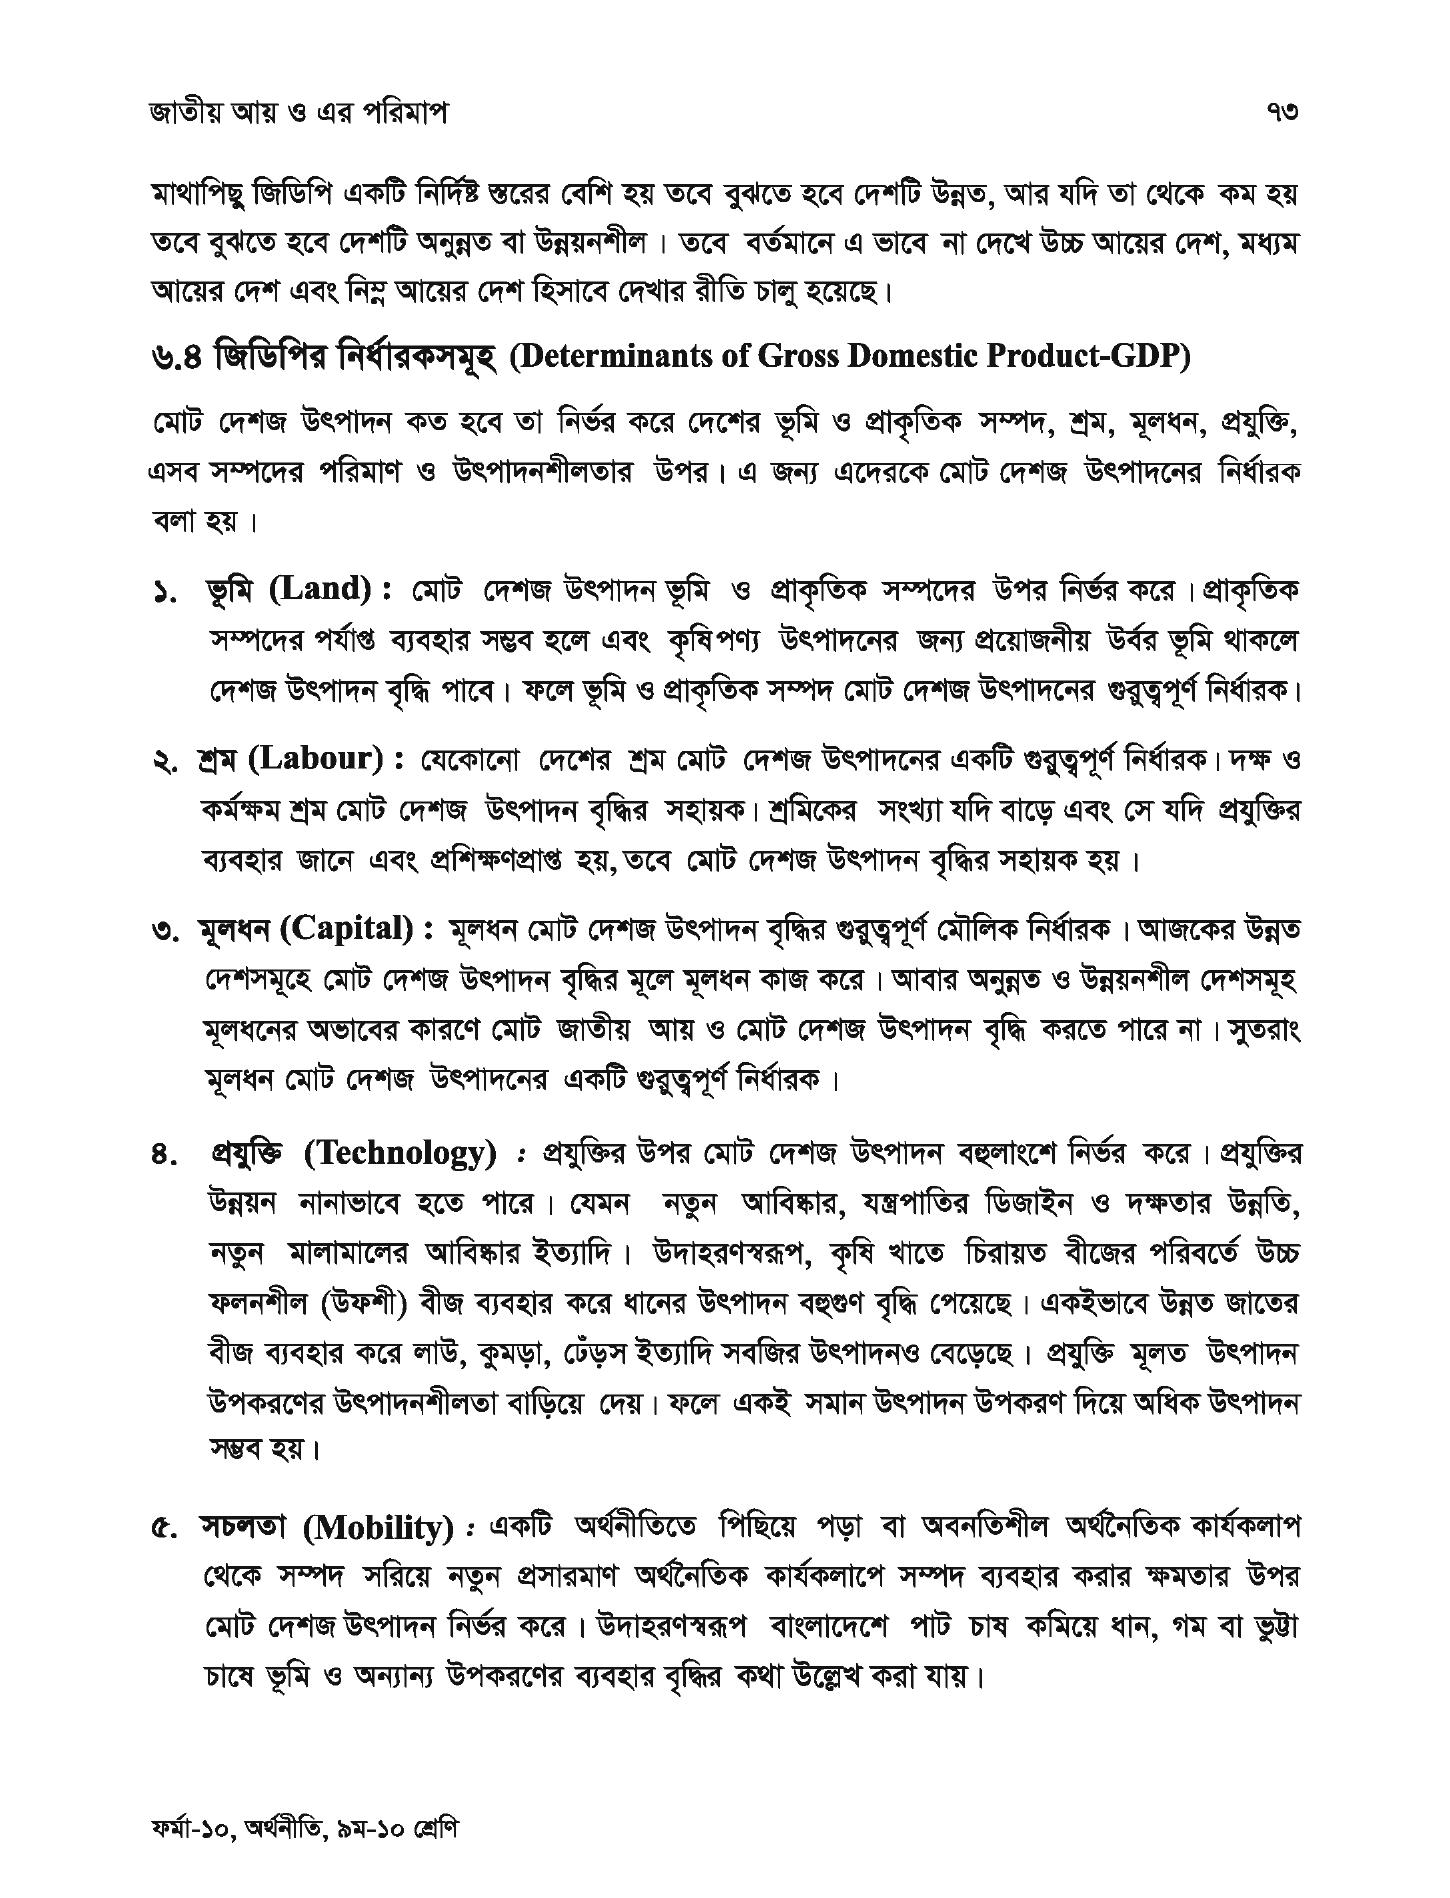 জাতীয় আয় ও এর পরিমাপ ৭৩
মাথাপিছু জিডিপি একটি নির্দিষ্ট স্তরের বেশি হয় তবে বুঝতে হবে দেশটি উন্নত, আর যদি তা থেকে কম হয়
তবে বুঝতে হবে দেশটি অনুন্নত বা উন্নয়নশীল। তবে বর্তমানে এ ভাবে না দেখে উচ্চ আয়ের দেশ, মধ্যম
আয়ের দেশ এবং নিম্ন আয়ের দেশ হিসাবে দেখার রীতি চালু হয়েছে।
৬.৪ জিডিপির নির্ধারকসমূহ (Determinants of Gross Domestic Product-GDP)
মোট দেশজ উৎপাদন কত হবে তা নির্ভর করে দেশের ভূমি ও প্রাকৃতিক সম্পদ, শ্রম, মূলধন, প্রযুক্তি,
এসব সম্পদের পরিমাণ ও উৎপাদনশীলতার উপর। এ জন্য এদেরকে মোট দেশজ উৎপাদনের নির্ধারক
বলা হয়।
১. ভূমি (Land) : মোট দেশজ উৎপাদন ভূমি ও প্রাকৃতিক সম্পদের উপর নির্ভর করে। প্রাকৃতিক
সম্পদের পর্যাপ্ত ব্যবহার সম্ভব হলে এবং কৃষিপণ্য উৎপাদনের জন্য প্রয়োজনীয় উর্বর ভূমি থাকলে
দেশজ উৎপাদন বৃদ্ধি পাবে। ফলে ভূমি ও প্রাকৃতিক সম্পদ মোট দেশজ উৎপাদনের গুরুত্বপূর্ণ নির্ধারক।
২. শ্রম (Labour) : যেকোনো দেশের শ্রম মোট দেশজ উৎপাদনের একটি গুরুত্বপূর্ণ নির্ধারক। দক্ষ ও
কর্মক্ষম শ্রম মোট দেশজ উৎপাদন বৃদ্ধির সহায়ক। শ্রমিকের সংখ্যা যদি বাড়ে এবং সে যদি প্রযুক্তির
ব্যবহার জানে এবং প্রশিক্ষণপ্রাপ্ত হয়, তবে মোট দেশজ উৎপাদন বৃদ্ধির সহায়ক হয়।
৩. মূলধন (Capital) : মূলধন মোট দেশজ উৎপাদন বৃদ্ধির গুরুত্বপূর্ণ মৌলিক নির্ধারক। আজকের উন্নত
দেশসমূহে মোট দেশজ উৎপাদন বৃদ্ধির মূলে মূলধন কাজ করে। আবার অনুন্নত ও উন্নয়নশীল দেশসমূহ
মূলধনের অভাবের কারণে মোট জাতীয় আয় ও মোট দেশজ উৎপাদন বৃদ্ধি করতে পারে না। সুতরাং
মূলধন মোট দেশজ উৎপাদনের একটি গুরুত্বপূর্ণ নির্ধারক।
৪. প্রযুক্তি (Technology) : প্রযুক্তির উপর মোট দেশজ উৎপাদন বহুলাংশে নির্ভর করে। প্রযুক্তির
উন্নয়ন নানাভাবে হতে পারে। যেমন নতুন আবিষ্কার, যন্ত্রপাতির ডিজাইন ও দক্ষতার উন্নতি,
নতুন মালামালের আবিষ্কার ইত্যাদি। উদাহরণস্বরূপ, কৃষি খাতে চিরায়ত বীজের পরিবর্তে উচ্চ
ফলনশীল (উফশী) বীজ ব্যবহার করে ধানের উৎপাদন বহুগুণ বৃদ্ধি পেয়েছে। একইভাবে উন্নত জাতের
বীজ ব্যবহার করে লাউ, কুমড়া, ঢেঁড়স ইত্যাদি সবজির উৎপাদনও বেড়েছে। প্রযুক্তি মূলত উৎপাদন
উপকরণের উৎপাদনশীলতা বাড়িয়ে দেয়। ফলে একই সমান উৎপাদন উপকরণ দিয়ে অধিক উৎপাদন
সম্ভব হয়।
৫. সচলতা (Mobility) : একটি অর্থনীতিতে পিছিয়ে পড়া বা অবনতিশীল অর্থনৈতিক কার্যকলাপ
থেকে সম্পদ সরিয়ে নতুন প্রসারমাণ অর্থনৈতিক কার্যকলাপে সম্পদ ব্যবহার করার ক্ষমতার উপর
মোট দেশজ উৎপাদন নির্ভর করে। উদাহরণস্বরূপ বাংলাদেশে পাট চাষ কমিয়ে ধান, গম বা ভুট্টা
চাষে ভূমি ও অন্যান্য উপকরণের ব্যবহার বৃদ্ধির কথা উল্লেখ করা যায়।
ফর্মা-১০, অর্থনীতি, ৯ম-১০ শ্রেণি